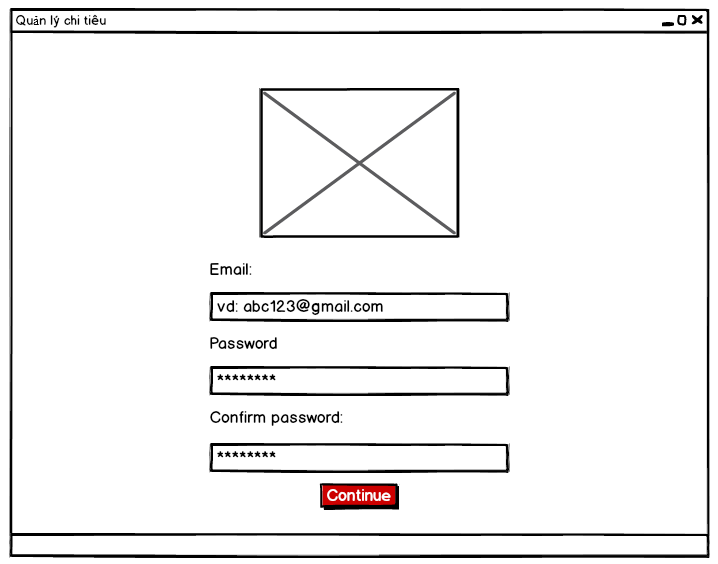 Quản lý chi tiêu
Email:
vd: abc123@gmail.com
Password
********
Confirm password:
********
Continue